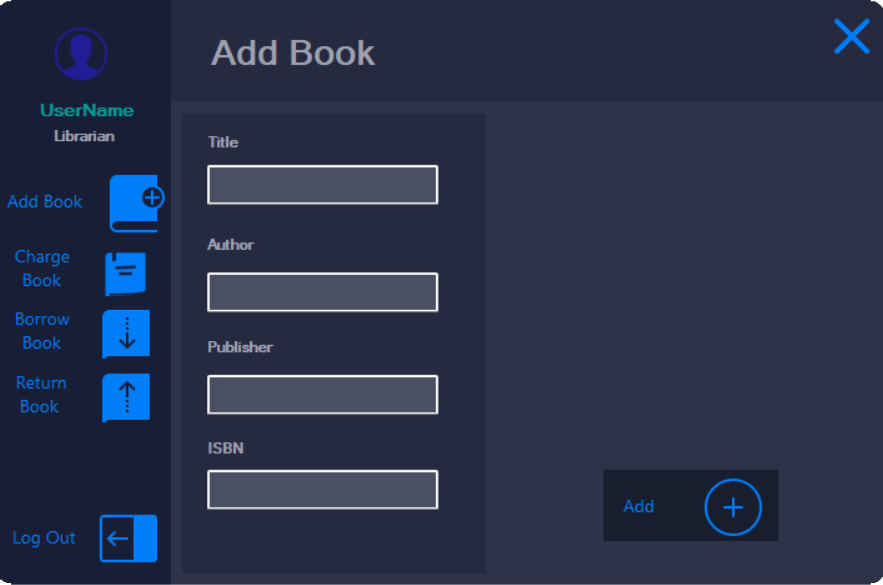 Add Book
UserName
Librarian
Add Book
Charge
Book
Borrow
Book
Return
Book
Log Out
Title
Author
Publisher
ISBN
Add